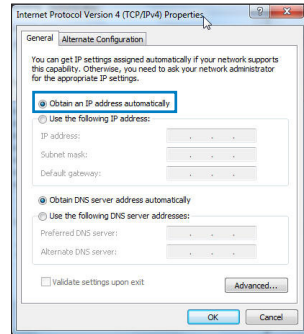 Internet Protocol Version 4 (TCP/IPv4) Properties
General
Alternate Configuration
You can get IP settings assigned automatically if your network supports
this capability. Otherwise, you need to ask your network administrator
for the appropriate IP settings.
Obtain an IP address automatically
Use the following IP address:
IP address:
Subnet mask:
Default gateway:
Obtain DNS server address automatically
Use the following DNS server addresses:
Preferred DNS server:
Alternate DNS server:
Validate settings upon exit
Advanced...
OK
Cancel